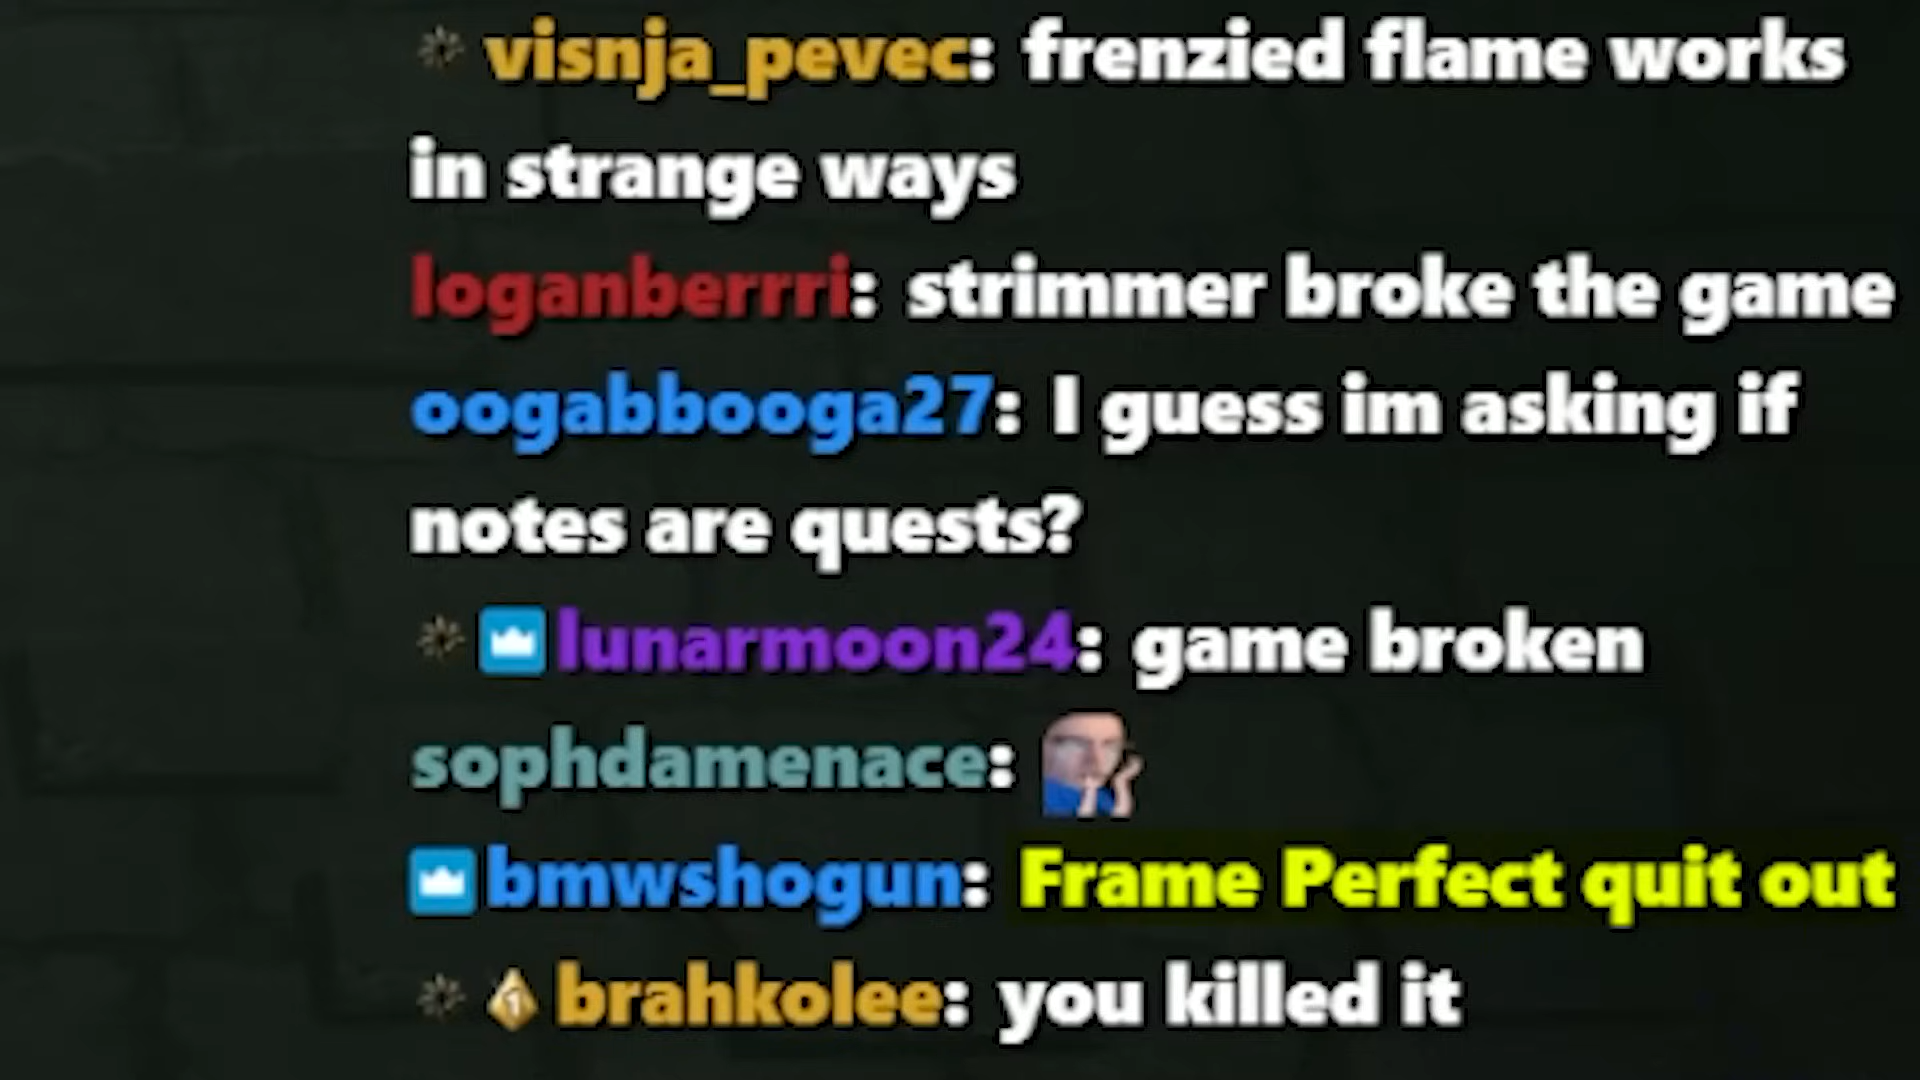 visnja_pevec: frenzied flame works
in strange ways
loganberrri: strimmer broke the game
oogabbooga27: I guess im asking if
notes are quests?
lunarmoon24: game broken
sophdamenace:
bmwshogun: Frame Perfect quit out
1 brahkolee: you killed it